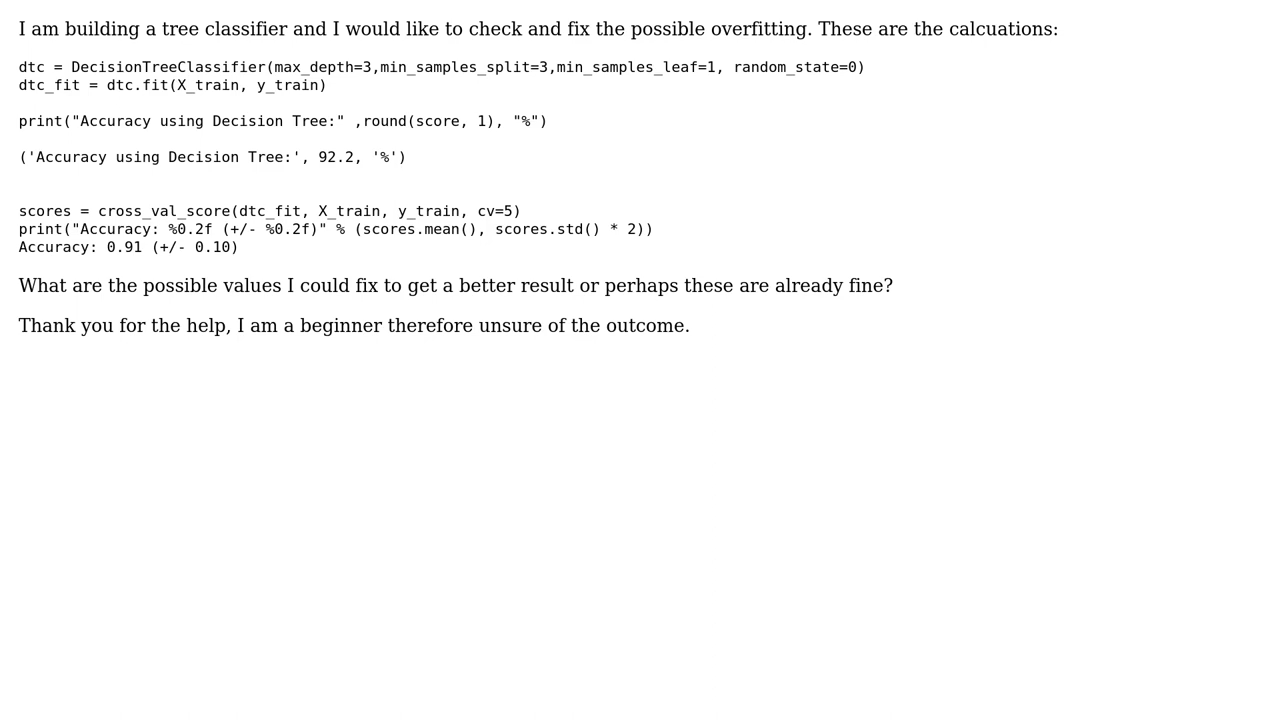 I am building a tree classifier and I would like to check and fix the possible overfitting. These are the calcuations:
dtc = DecisionTreeClassifier(max_depth=3,min_samples_split=3,min_samples_leaf=1, random_state=0)
dtc_fit = dtc.fit(X_train, y_train)
print("Accuracy using Decision Tree:" ,round(score, 1), "%")
('Accuracy using Decision Tree:', 92.2, '%')
scores = cross_val_score(dtc_fit, X_train, y_train, cv=5)
print("Accuracy: %0.2f (+/- %0.2f)" % (scores.mean(), scores.std() * 2))
Accuracy: 0.91 (+/- 0.10)
What are the possible values I could fix to get a better result or perhaps these are already fine?
Thank you for the help, I am a beginner therefore unsure of the outcome.